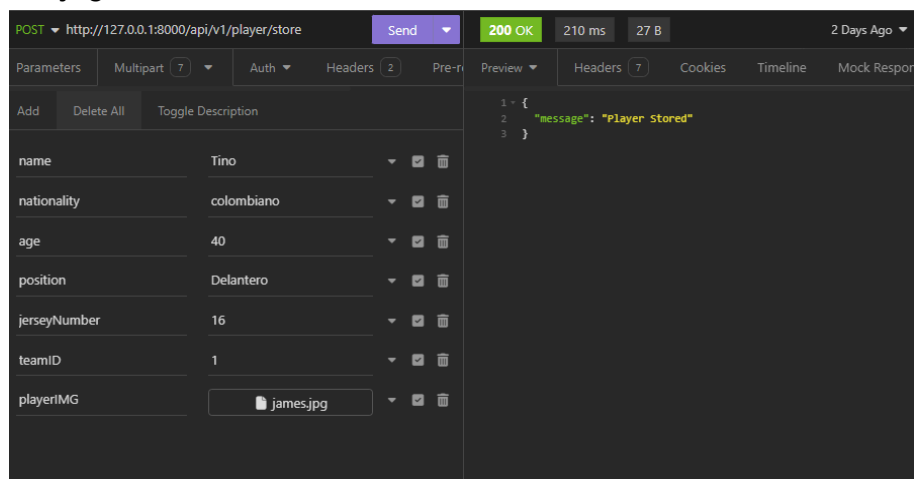 POST http://127.0.0.1:8000/api/v1/player/store Send 200 OK 210 ms 27 B 2 Days Ago
Parameters Multipart 7 Auth Headers 2 Pre-r Preview Headers 7 Cookies Timeline Mock Respor
Add Delete All Toggle Description
1 {
2 "message": "Player Stored"
3 }
name Tino
nationality colombiano
age 40
position Delantero
jerseyNumber 16
teamID 1
playerIMG james.jpg